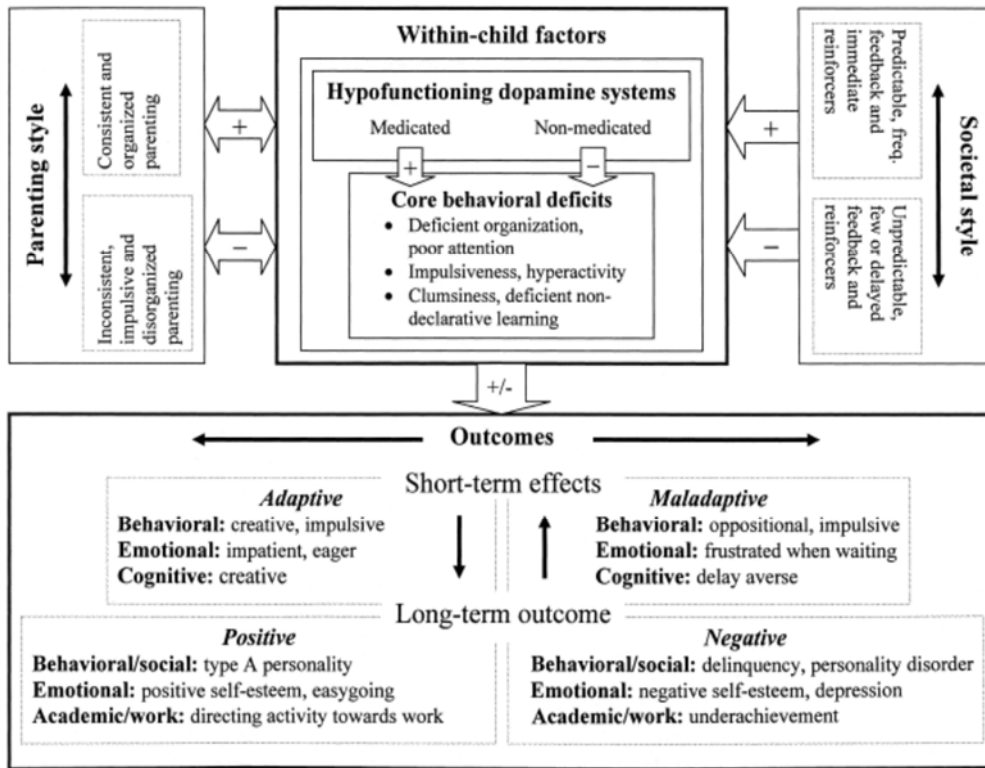 Parenting style
Consistent and
organized
parenting
Inconsistent,
impulsive and
disorganized
parenting
+
−
Within-child factors
Hypofunctioning dopamine systems
Medicated
Non-medicated
+
−
Core behavioral deficits
• Deficient organization,
poor attention
• Impulsiveness, hyperactivity
• Clumsiness, deficient non-
declarative learning
+
−
Predictable, freq.
feedback and
immediate
reinforcers
Unpredictable,
few or delayed
feedback and
reinforcers
Societal style
+/-
Outcomes
Short-term effects
Adaptive
Behavioral: creative, impulsive
Emotional: impatient, eager
Cognitive: creative
Maladaptive
Behavioral: oppositional, impulsive
Emotional: frustrated when waiting
Cognitive: delay averse
Long-term outcome
Positive
Behavioral/social: type A personality
Emotional: positive self-esteem, easygoing
Academic/work: directing activity towards work
Negative
Behavioral/social: delinquency, personality disorder
Emotional: negative self-esteem, depression
Academic/work: underachievement